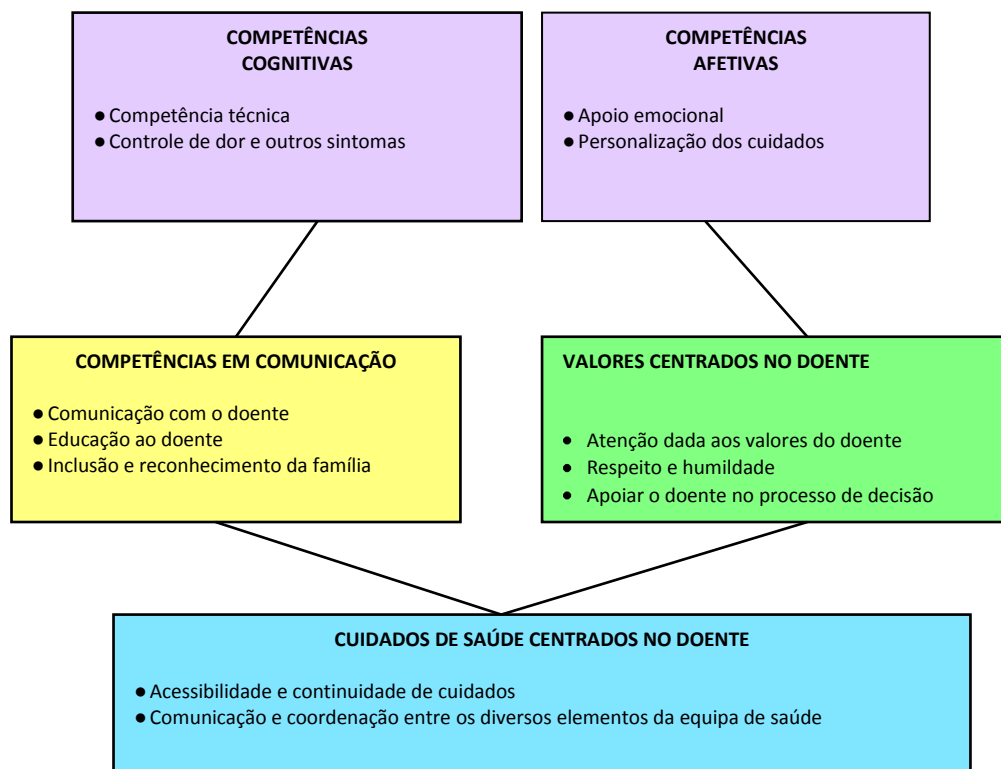 COMPETÊNCIAS
COGNITIVAS
● Competência técnica
● Controle de dor e outros sintomas
COMPETÊNCIAS
AFETIVAS
● Apoio emocional
● Personalização dos cuidados
COMPETÊNCIAS EM COMUNICAÇÃO
● Comunicação com o doente
● Educação ao doente
● Inclusão e reconhecimento da família
VALORES CENTRADOS NO DOENTE
• Atenção dada aos valores do doente
• Respeito e humildade
• Apoiar o doente no processo de decisão
CUIDADOS DE SAÚDE CENTRADOS NO DOENTE
● Acessibilidade e continuidade de cuidados
● Comunicação e coordenação entre os diversos elementos da equipa de saúde